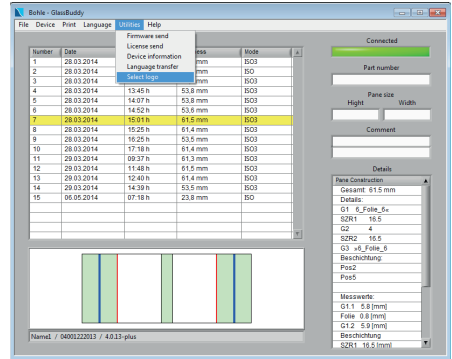 Bohle - GlassBuddy
File Device Print Language Utilities Help
Firmware send
License send
Device information
Language transfer
Select logo
Number Date ess Mode
1 28.03.2014 mm ISO3
2 28.03.2014 mm ISO
3 28.03.2014 mm ISO3
4 28.03.2014 13:45 h 53,8 mm ISO3
5 28.03.2014 14:07 h 53,8 mm ISO3
6 28.03.2014 14:52 h 53,6 mm ISO3
7 28.03.2014 15:01 h 61,5 mm ISO3
8 28.03.2014 15:25 h 61,4 mm ISO3
9 28.03.2014 16:25 h 53,5 mm ISO3
10 28.03.2014 17:18 h 61,4 mm ISO3
11 29.03.2014 09:37 h 61,3 mm ISO3
12 29.03.2014 11:48 h 61,5 mm ISO3
13 29.03.2014 12:40 h 61,4 mm ISO3
14 29.03.2014 14:39 h 53,5 mm ISO3
15 06.05.2014 07:18 h 23,8 mm ISO
Name1 / 04001222013 / 4.0.13-plus
Connected
Part number
Pane size
Hight Width
Comment
Details
Pane Construction
Gesamt 61.5 mm
Details:
G1 6_Folie_6«
SZR1 16.5
G2 4
SZR2 16.5
G3 »6_Folie_6
Beschichtung:
Pos2
Pos5
Messwerte:
G1.1 5.8 [mm]
Folie 0.8 [mm]
G1.2 5.9 [mm]
Beschichtung
SZR1 16.5 [mm]